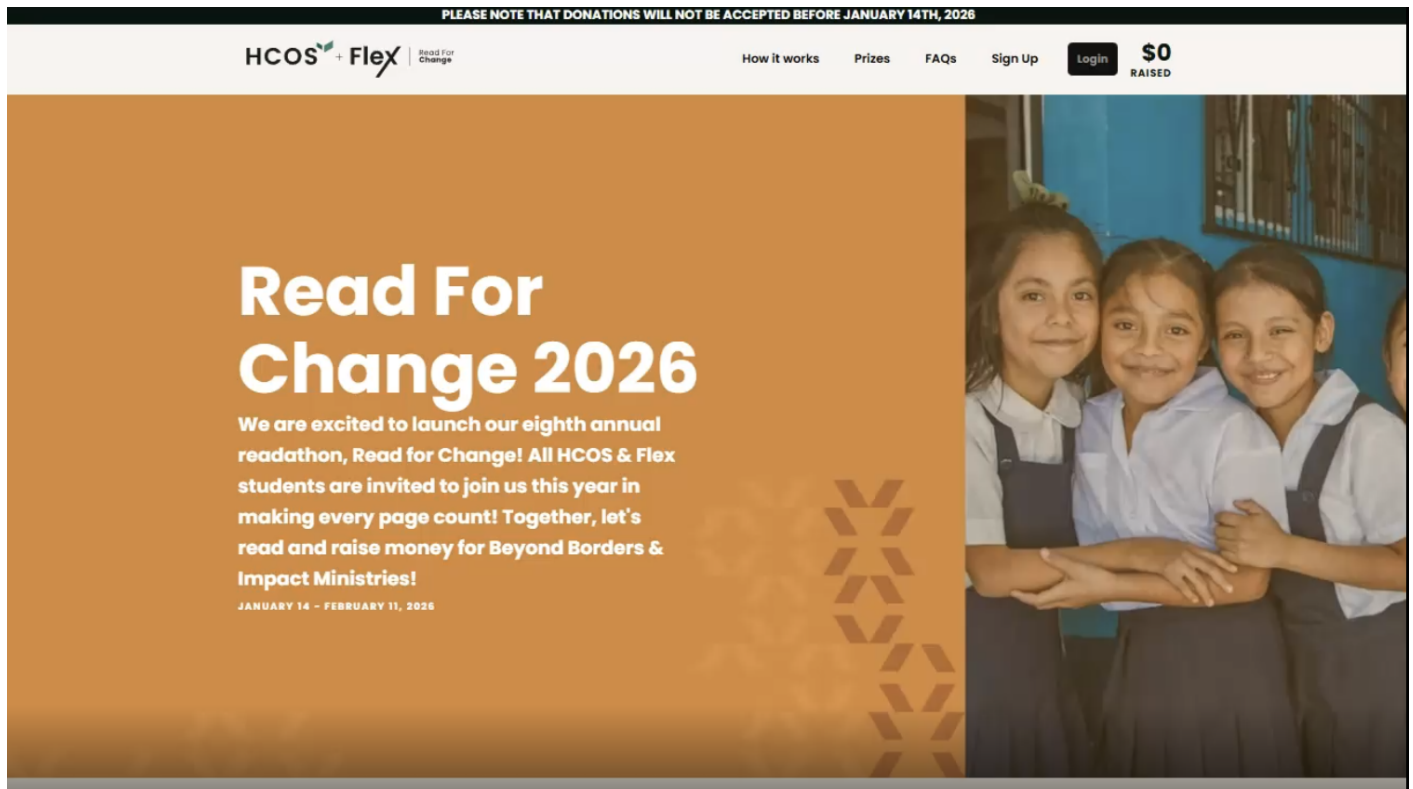 PLEASE NOTE THAT DONATIONS WILL NOT BE ACCEPTED BEFORE JANUARY 14TH, 2026
HCOS + Flex | Read For Change
How it works Prizes FAQs Sign Up Login $0 RAISED
Read For
Change 2026
We are excited to launch our eighth annual
readathon, Read for Change! All HCOS & Flex
students are invited to join us this year in
making every page count! Together, let's
read and raise money for Beyond Borders &
Impact Ministries!
JANUARY 14 - FEBRUARY 11, 2026